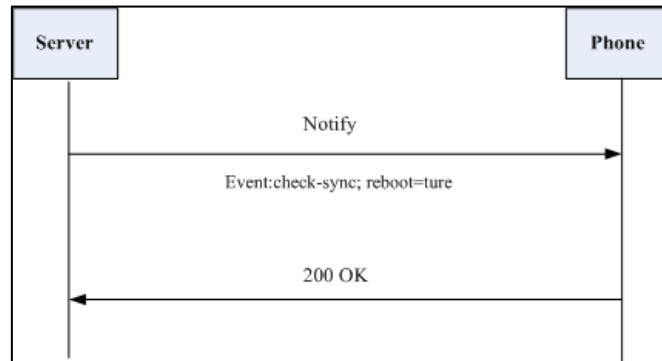 Server
Phone
Notify
Event:check-sync; reboot=ture
200 OK